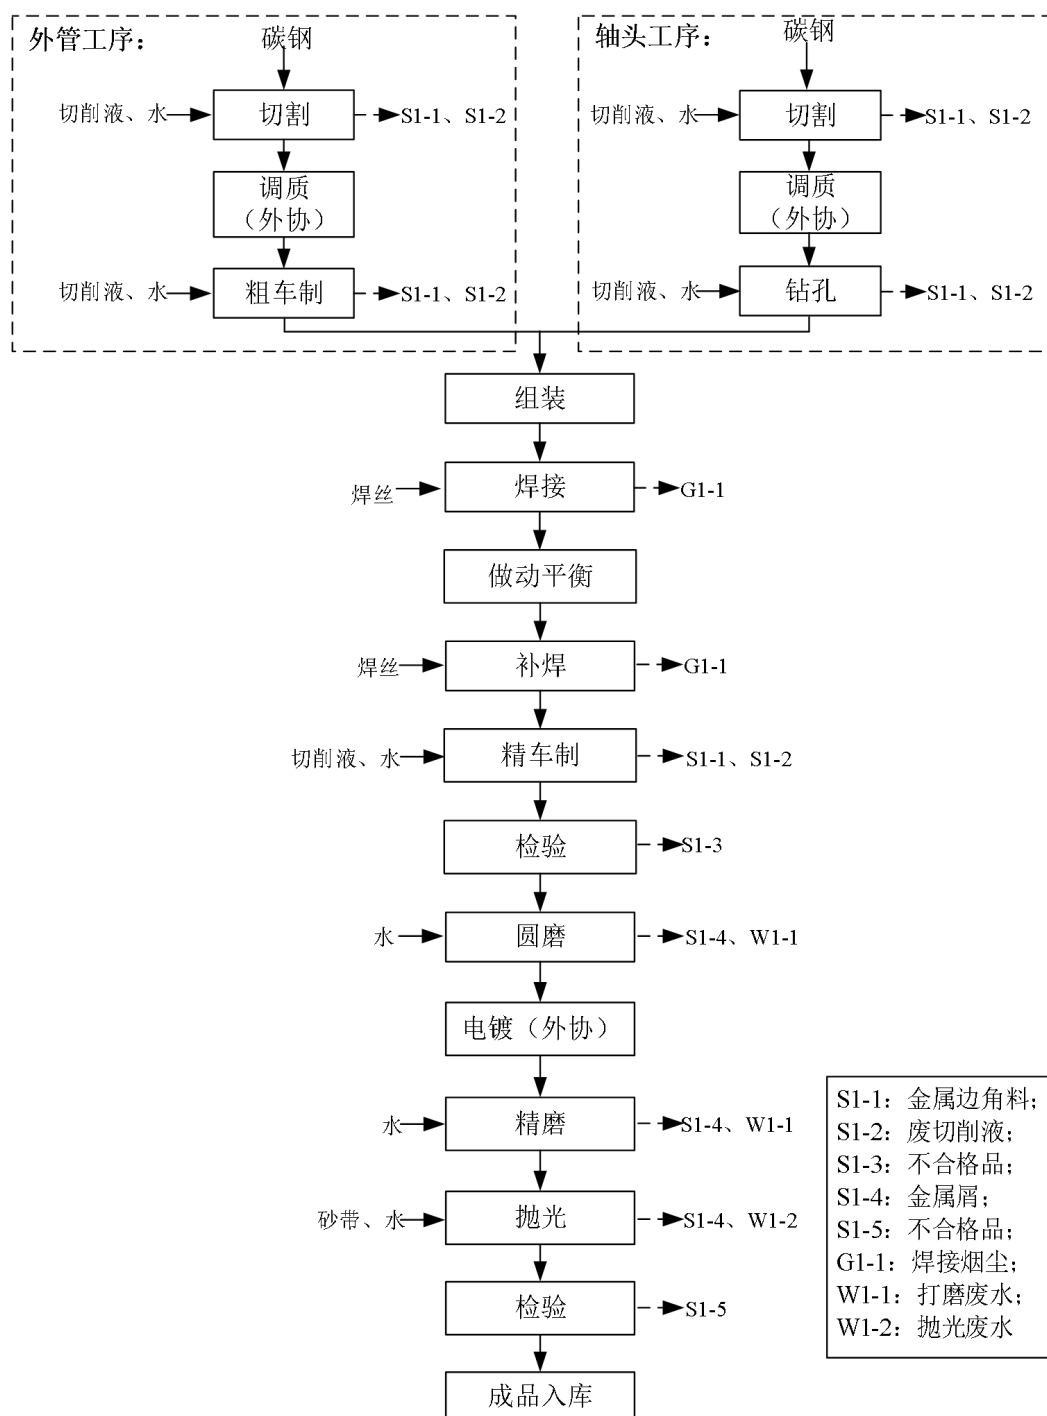 外管工序：
碳钢
切削液、水
切割
S1-1、S1-2
调质
（外协）
切削液、水
粗车制
S1-1、S1-2
轴头工序：
碳钢
切削液、水
切割
S1-1、S1-2
调质
（外协）
切削液、水
钻孔
S1-1、S1-2
组装
焊丝
焊接
G1-1
做动平衡
焊丝
补焊
G1-1
切削液、水
精车制
S1-1、S1-2
检验
S1-3
水
圆磨
S1-4、W1-1
电镀（外协）
水
精磨
S1-4、W1-1
砂带、水
抛光
S1-4、W1-2
检验
S1-5
成品入库
S1-1：金属边角料；
S1-2：废切削液；
S1-3：不合格品；
S1-4：金属屑；
S1-5：不合格品；
G1-1：焊接烟尘；
W1-1：打磨废水；
W1-2：抛光废水